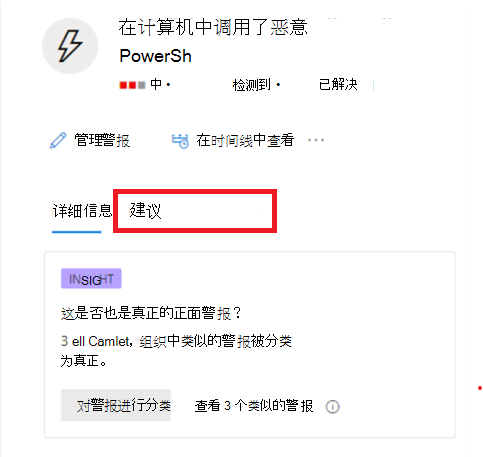 在计算机中调用了恶意
PowerSh
中 • 检测到 • 已解决
管理警报 在时间线中查看 ...
详细信息 建议
INSIGHT
这是否也是真正的正面警报？
3 ell Camlet, 组织中类似的警报被分类
为真正。
对警报进行分类 查看 3 个类似的警报